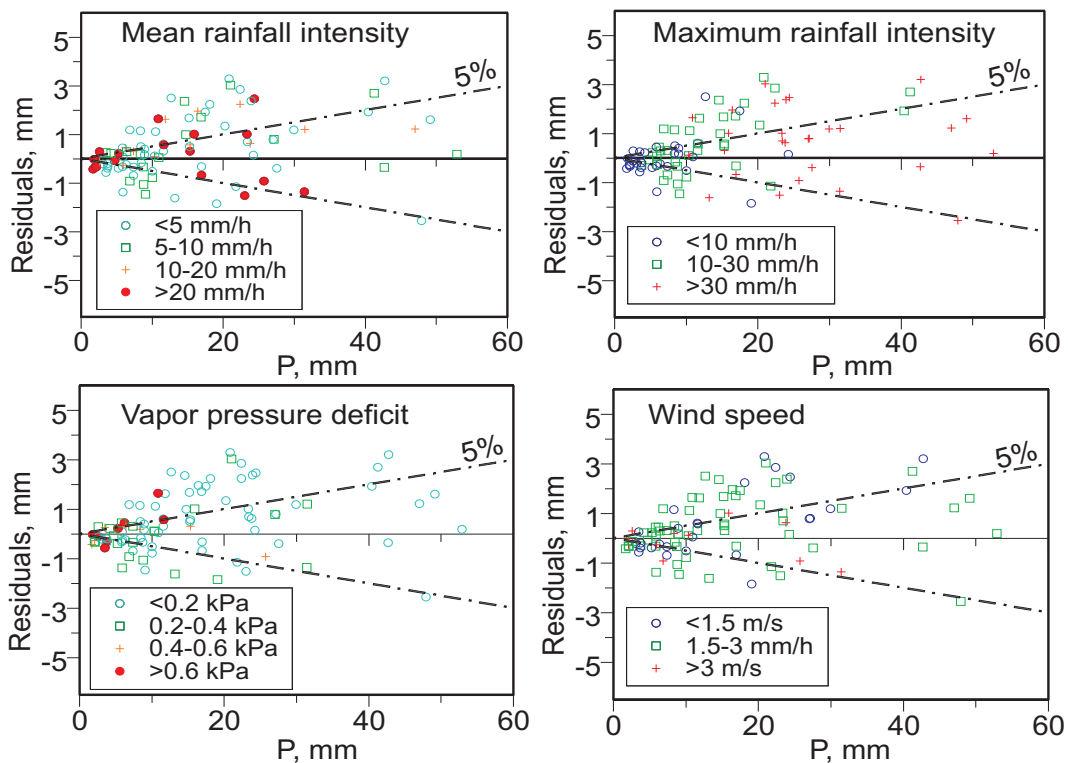 Mean rainfall intensity
5%
Residuals, mm
5
3
1
-1
-3
-5
<5 mm/h
5-10 mm/h
10-20 mm/h
>20 mm/h
0 20 40 60
P, mm
Maximum rainfall intensity
5%
Residuals, mm
5
3
1
-1
-3
-5
<10 mm/h
10-30 mm/h
>30 mm/h
0 20 40 60
P, mm
Vapor pressure deficit
5%
Residuals, mm
5
3
1
-1
-3
-5
<0.2 kPa
0.2-0.4 kPa
0.4-0.6 kPa
>0.6 kPa
0 20 40 60
P, mm
Wind speed
5%
Residuals, mm
5
3
1
-1
-3
-5
<1.5 m/s
1.5-3 mm/h
>3 m/s
0 20 40 60
P, mm